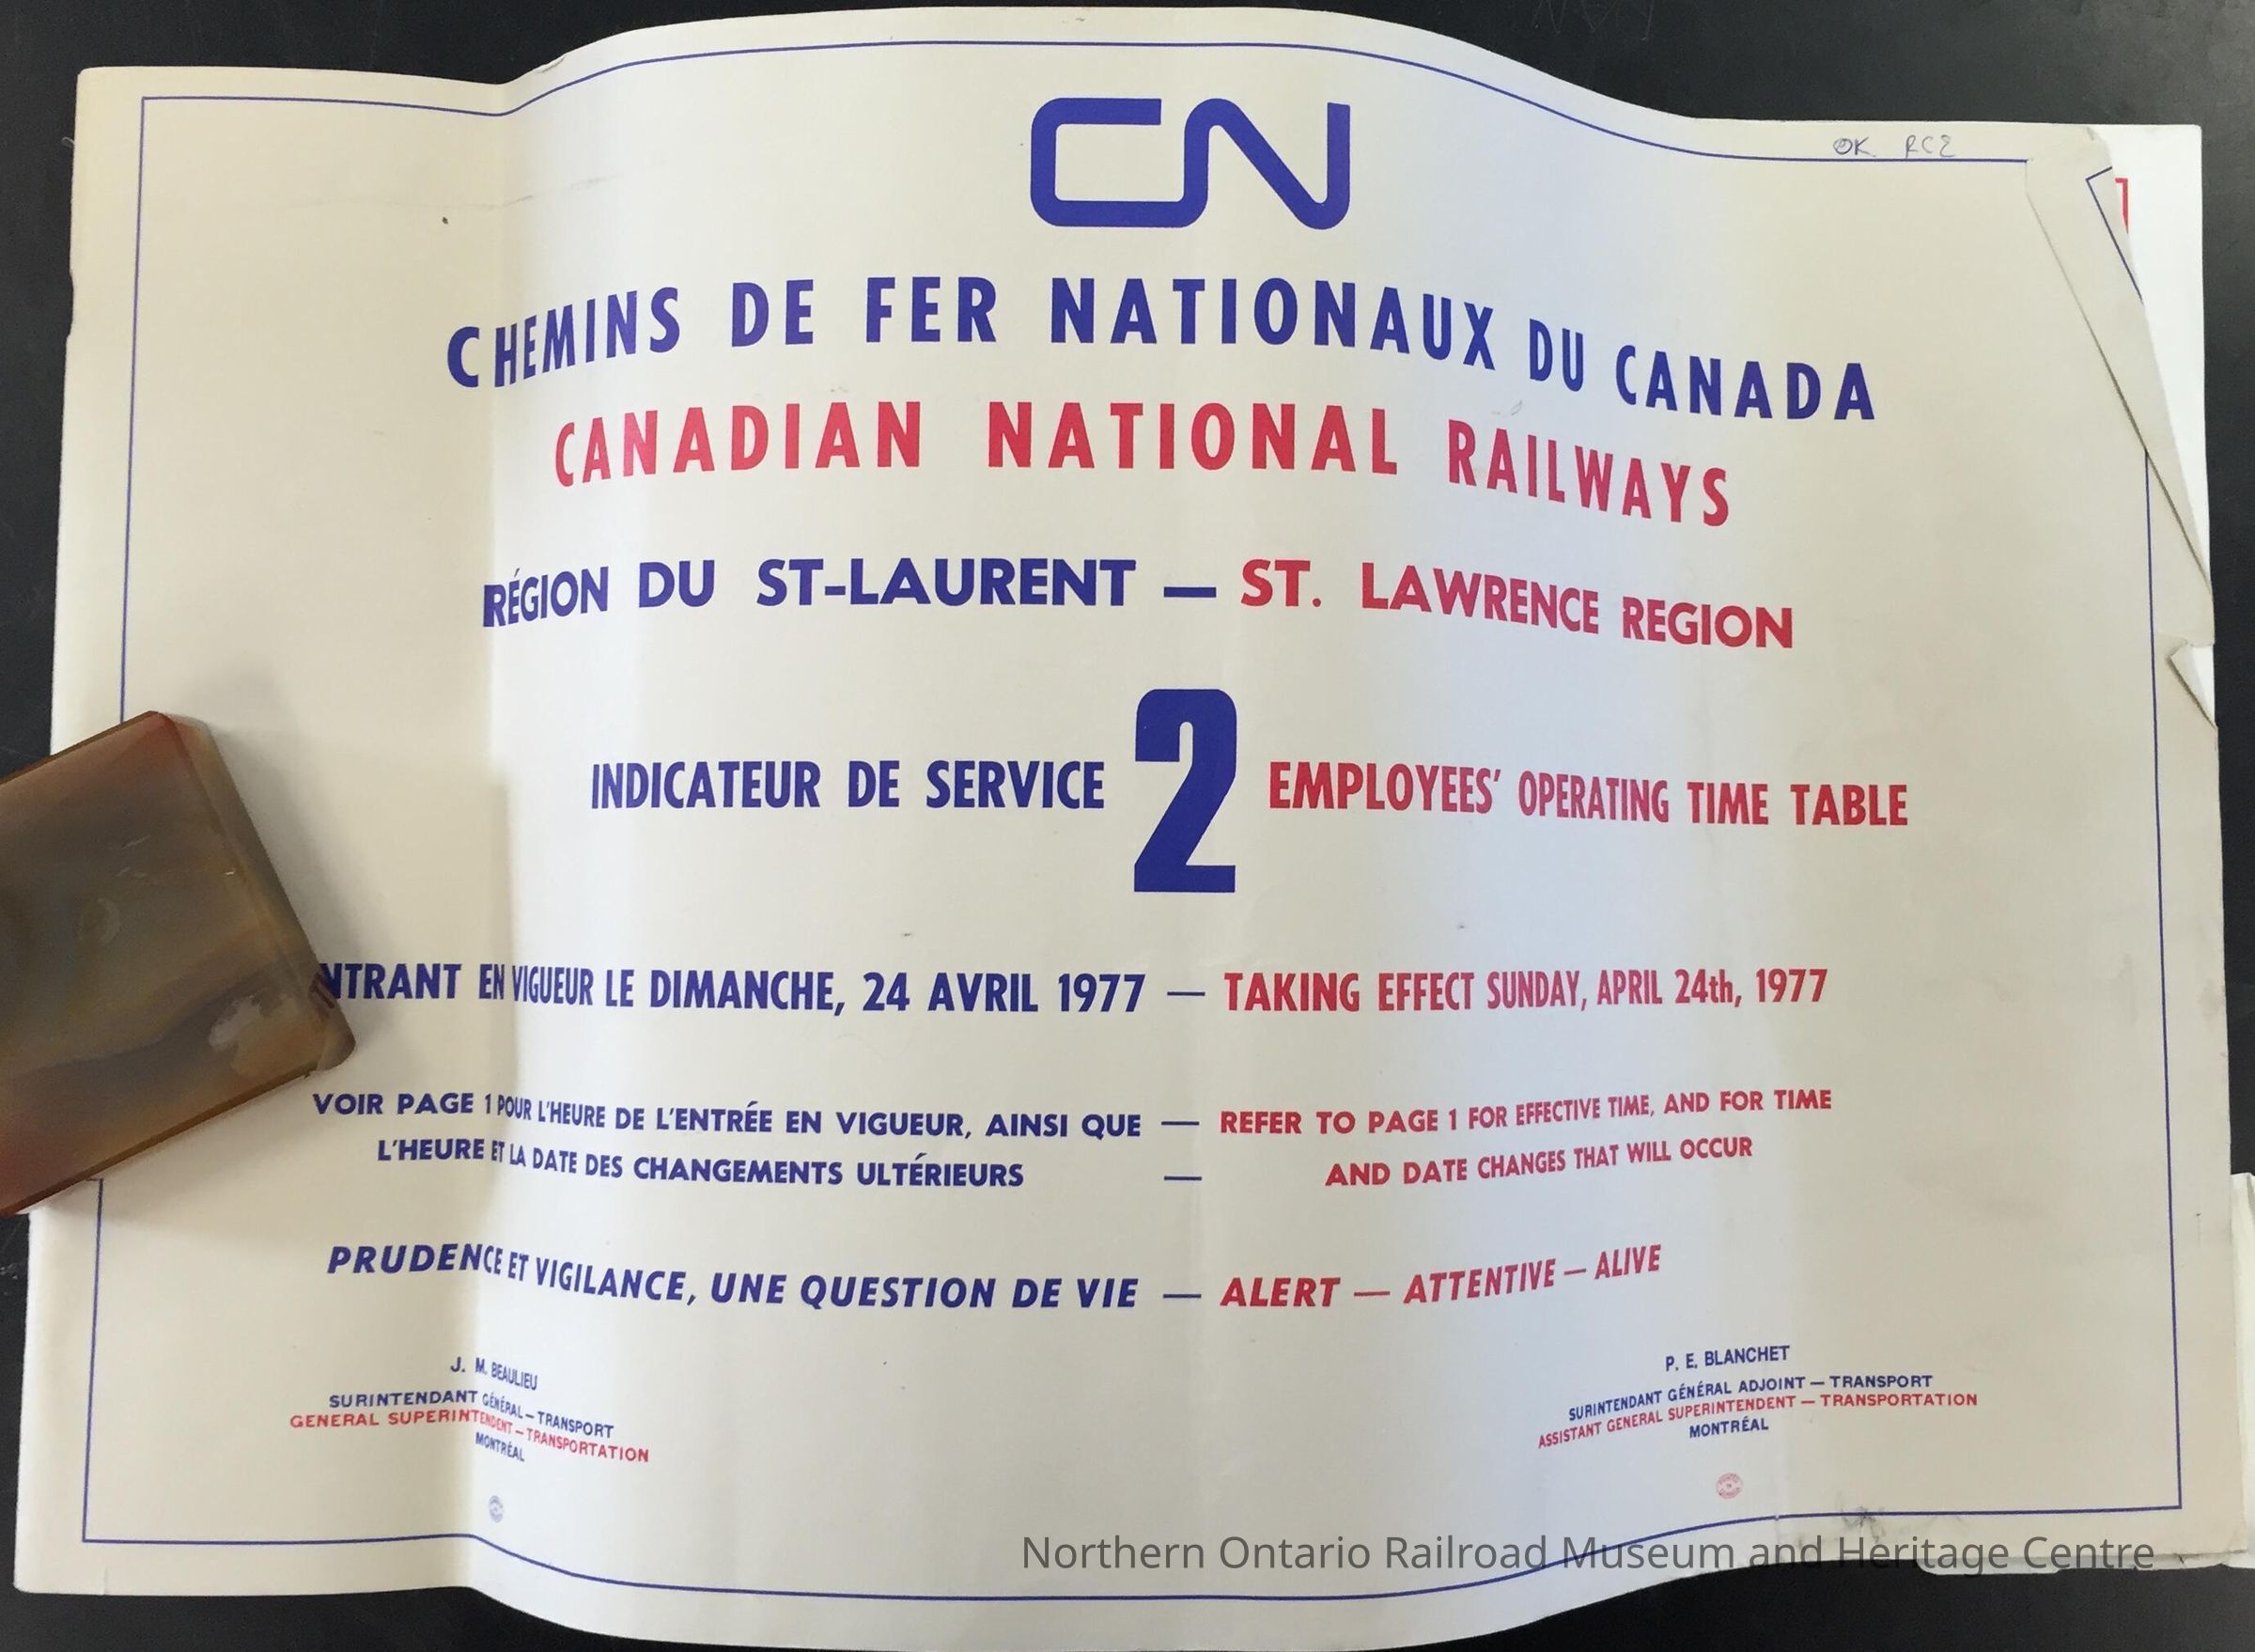 OK RCE
CN
CHEMINS DE FER NATIONAUX DU CANADA
CANADIAN NATIONAL RAILWAYS
RÉGION DU ST-LAURENT — ST. LAWRENCE REGION
INDICATEUR DE SERVICE 2 EMPLOYEES' OPERATING TIME TABLE
NTRANT EN VIGUEUR LE DIMANCHE, 24 AVRIL 1977 — TAKING EFFECT SUNDAY, APRIL 24th, 1977
VOIR PAGE 1 POUR L'HEURE DE L'ENTRÉE EN VIGUEUR, AINSI QUE — REFER TO PAGE 1 FOR EFFECTIVE TIME, AND FOR TIME
L'HEURE ET LA DATE DES CHANGEMENTS ULTÉRIEURS — AND DATE CHANGES THAT WILL OCCUR
PRUDENCE ET VIGILANCE, UNE QUESTION DE VIE — ALERT — ATTENTIVE — ALIVE
J. M. BEAULIEU
SURINTENDANT GÉNÉRAL — TRANSPORT
GENERAL SUPERINTENDENT — TRANSPORTATION
MONTRÉAL
P. E. BLANCHET
SURINTENDANT GÉNÉRAL ADJOINT — TRANSPORT
ASSISTANT GENERAL SUPERINTENDENT — TRANSPORTATION
MONTRÉAL
Northern Ontario Railroad Museum and Heritage Centre